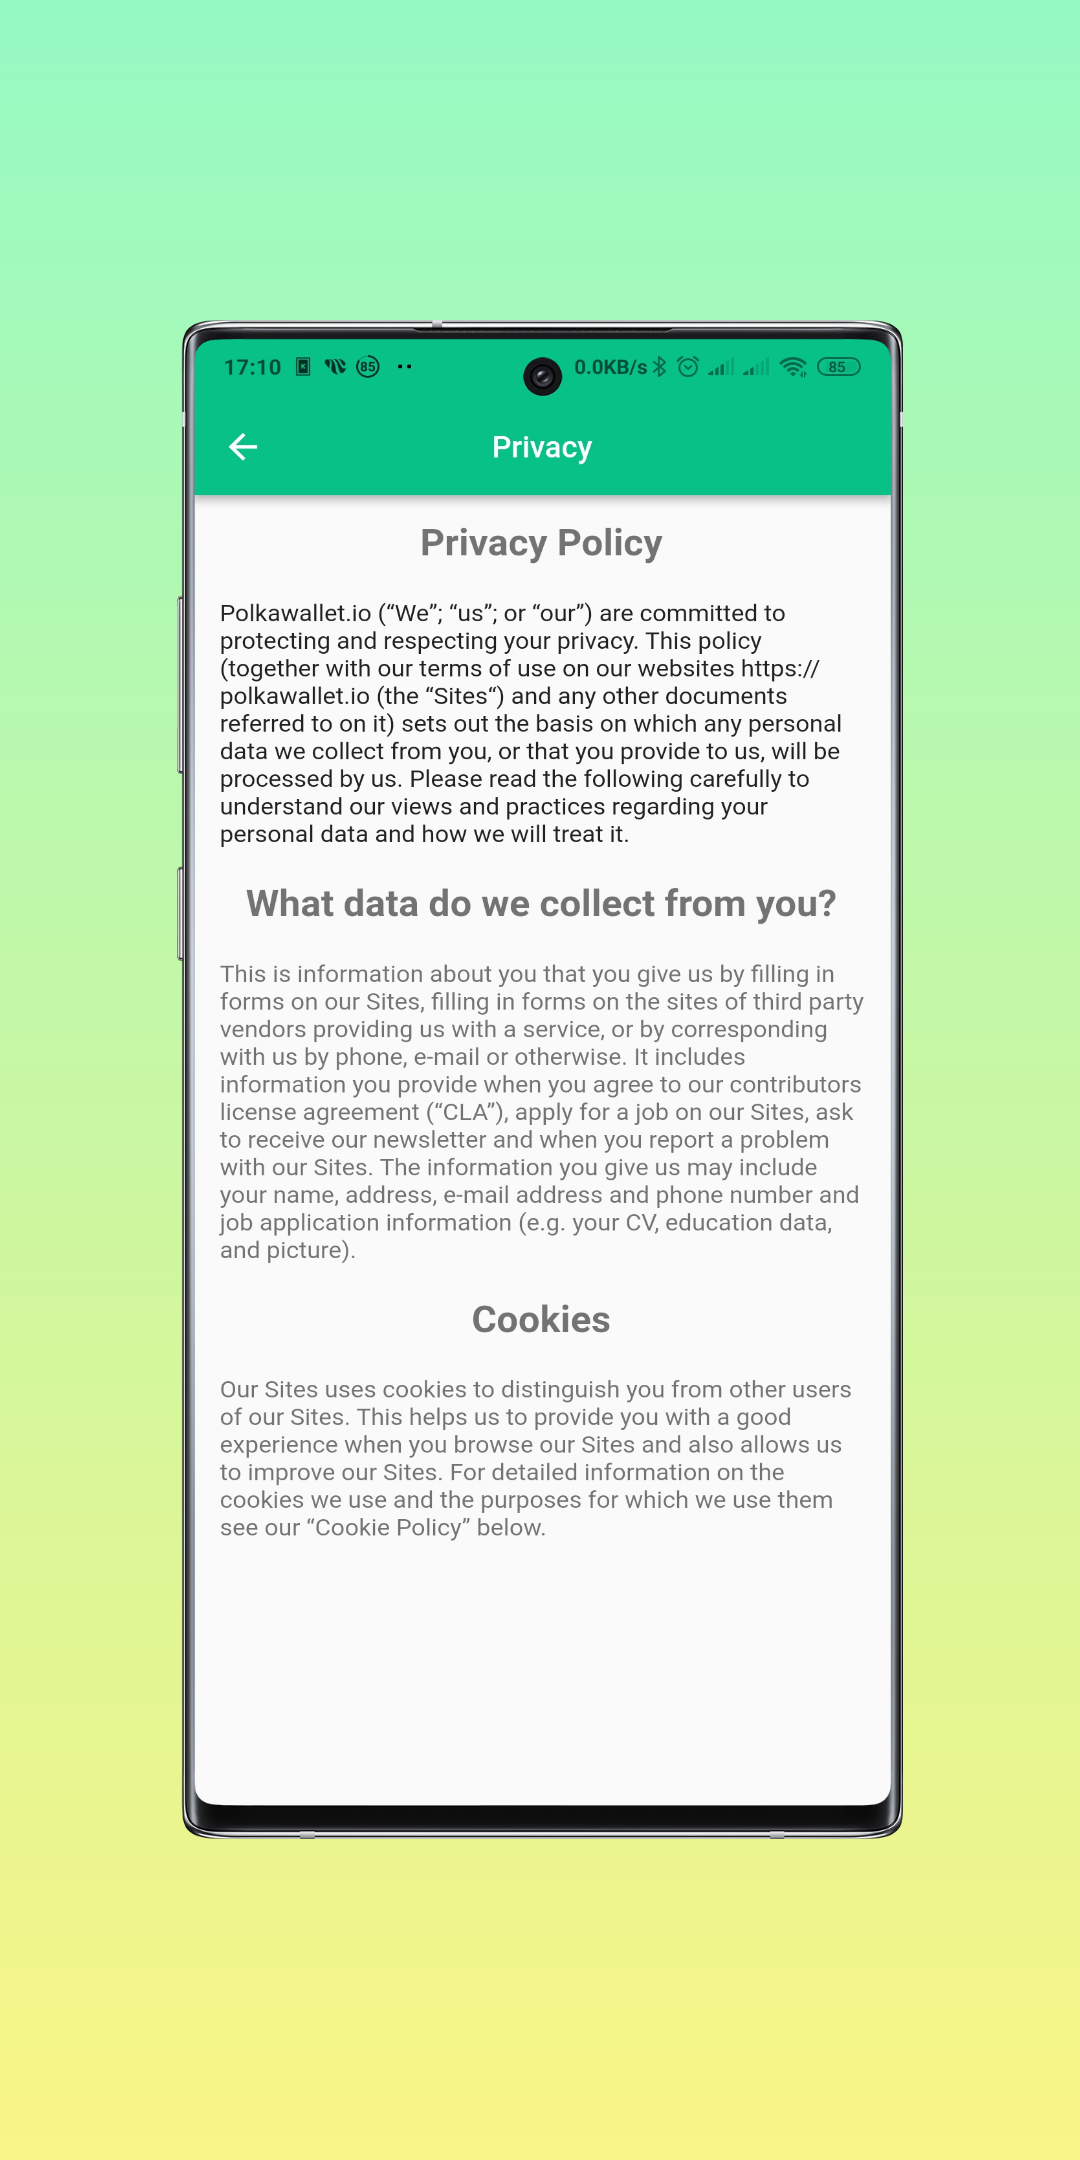 17:10 85 0.0KB/s 85
Privacy
Privacy Policy
Polkawallet.io (“We”; “us”; or “our”) are committed to
protecting and respecting your privacy. This policy
(together with our terms of use on our websites https://
polkawallet.io (the “Sites“) and any other documents
referred to on it) sets out the basis on which any personal
data we collect from you, or that you provide to us, will be
processed by us. Please read the following carefully to
understand our views and practices regarding your
personal data and how we will treat it.
What data do we collect from you?
This is information about you that you give us by filling in
forms on our Sites, filling in forms on the sites of third party
vendors providing us with a service, or by corresponding
with us by phone, e-mail or otherwise. It includes
information you provide when you agree to our contributors
license agreement (“CLA”), apply for a job on our Sites, ask
to receive our newsletter and when you report a problem
with our Sites. The information you give us may include
your name, address, e-mail address and phone number and
job application information (e.g. your CV, education data,
and picture).
Cookies
Our Sites uses cookies to distinguish you from other users
of our Sites. This helps us to provide you with a good
experience when you browse our Sites and also allows us
to improve our Sites. For detailed information on the
cookies we use and the purposes for which we use them
see our “Cookie Policy” below.